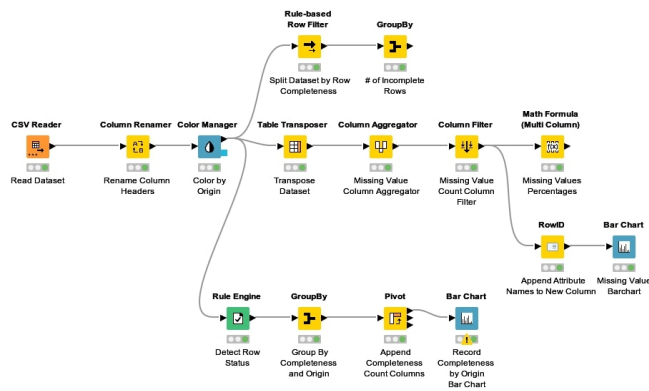 Rule-based
Row Filter
GroupBy
Split Dataset by Row
Completeness
# of Incomplete
Rows
CSV Reader
Column Renamer
Color Manager
Table Transposer
Column Aggregator
Column Filter
Math Formula
(Multi Column)
Read Dataset
Rename Column
Headers
Color by
Origin
Transpose
Dataset
Missing Value
Column Aggregator
Missing Value
Count Column
Filter
Missing Values
Percentages
RowID
Bar Chart
Append Attribute
Names to New Column
Missing Value
Barchart
Rule Engine
GroupBy
Pivot
Bar Chart
Detect Row
Status
Group By
Completeness
and Origin
Append
Completeness
Count Columns
Record
Completeness
by Origin
Bar Chart